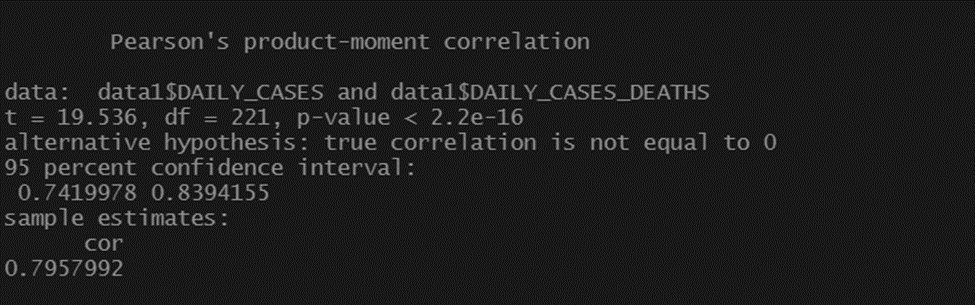 Pearson's product-moment correlation
data:  data1$DAILY_CASES and data1$DAILY_CASES_DEATHS
t = 19.536, df = 221, p-value < 2.2e-16
alternative hypothesis: true correlation is not equal to 0
95 percent confidence interval:
 0.7419978 0.8394155
sample estimates:
      cor
0.7957992